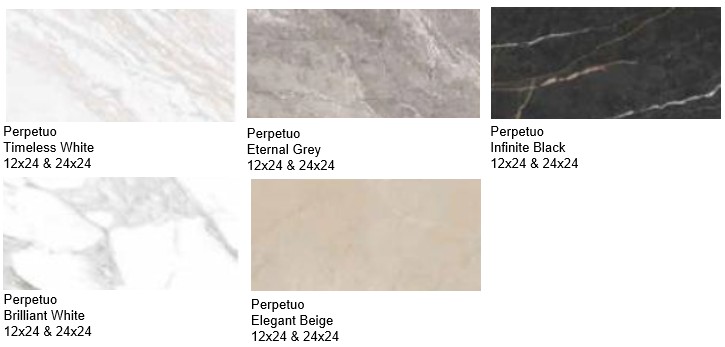 Perpetuo
Timeless White
12x24 & 24x24
Perpetuo
Eternal Grey
12x24 & 24x24
Perpetuo
Infinite Black
12x24 & 24x24
Perpetuo
Brilliant White
12x24 & 24x24
Perpetuo
Elegant Beige
12x24 & 24x24